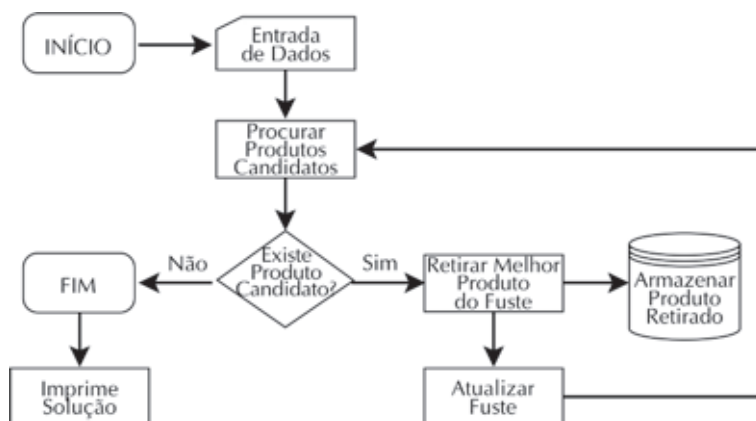 INÍCIO
Entrada
de Dados
Procurar
Produtos
Candidatos
Existe
Produto
Candidato?
Não
Sim
FIM
Imprime
Solução
Retirar Melhor
Produto
do Fuste
Armazenar
Produto
Retirado
Atualizar
Fuste